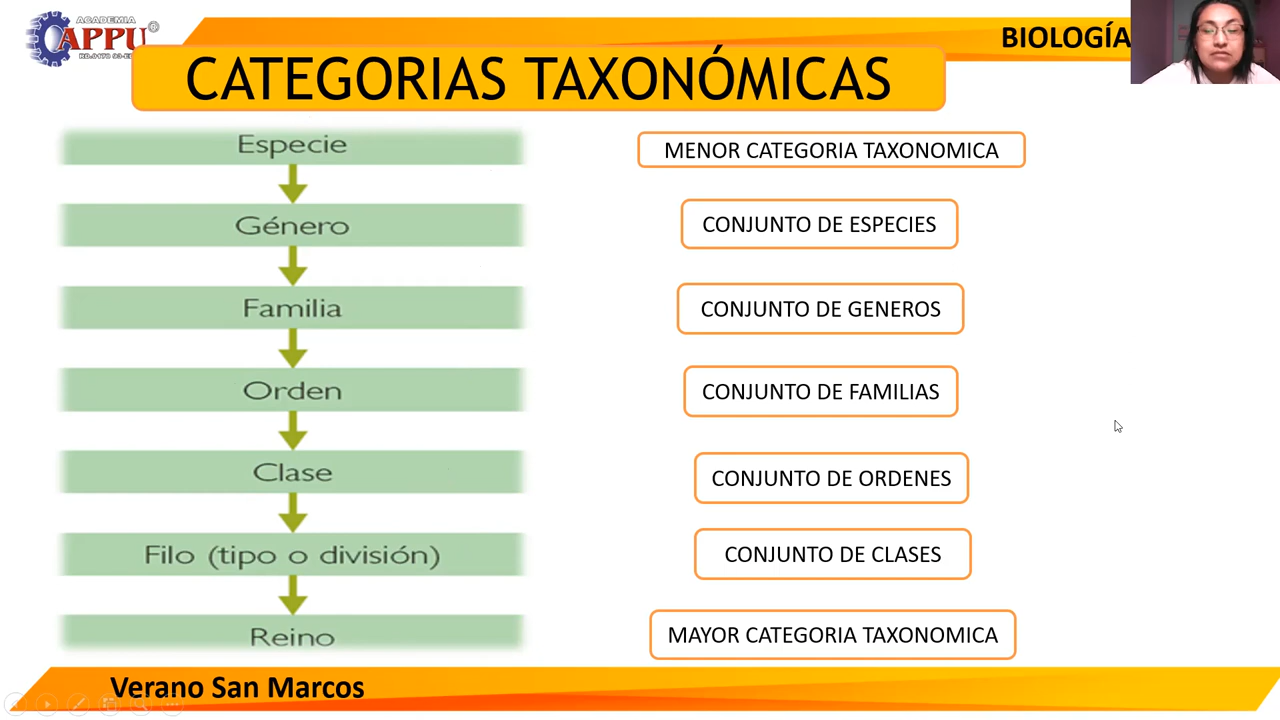 ACADEMIA
APPU®
BIOLOGÍA
CATEGORIAS TAXONÓMICAS
Especie
MENOR CATEGORIA TAXONOMICA
Género
CONJUNTO DE ESPECIES
Familia
CONJUNTO DE GENEROS
Orden
CONJUNTO DE FAMILIAS
Clase
CONJUNTO DE ORDENES
Filo (tipo o división)
CONJUNTO DE CLASES
Reino
MAYOR CATEGORIA TAXONOMICA
Verano San Marcos